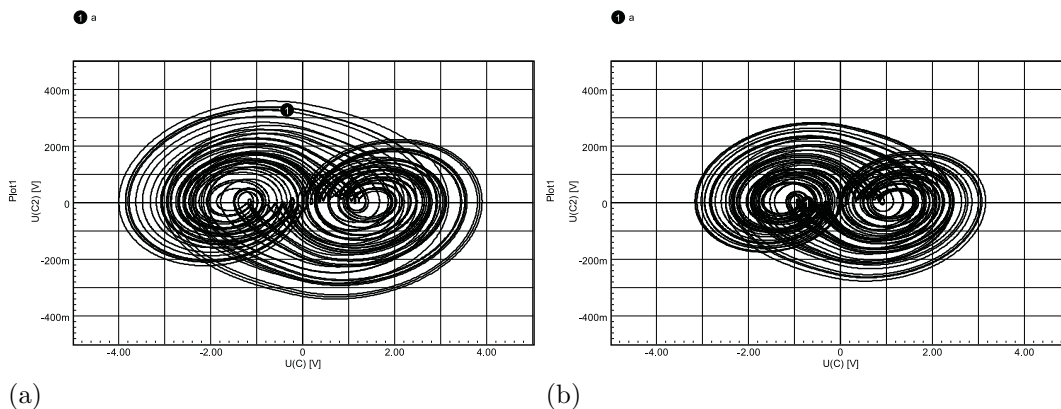 1 a
1 a
Plot1
U(C2) [V]
400m
200m
0
-200m
-400m
1
-4.00 -2.00 0 2.00 4.00
U(C) [V]
Plot1
U(C2) [V]
400m
200m
0
-200m
-400m
-4.00 -2.00 0 2.00 4.00
U(C) [V]
(a)
(b)